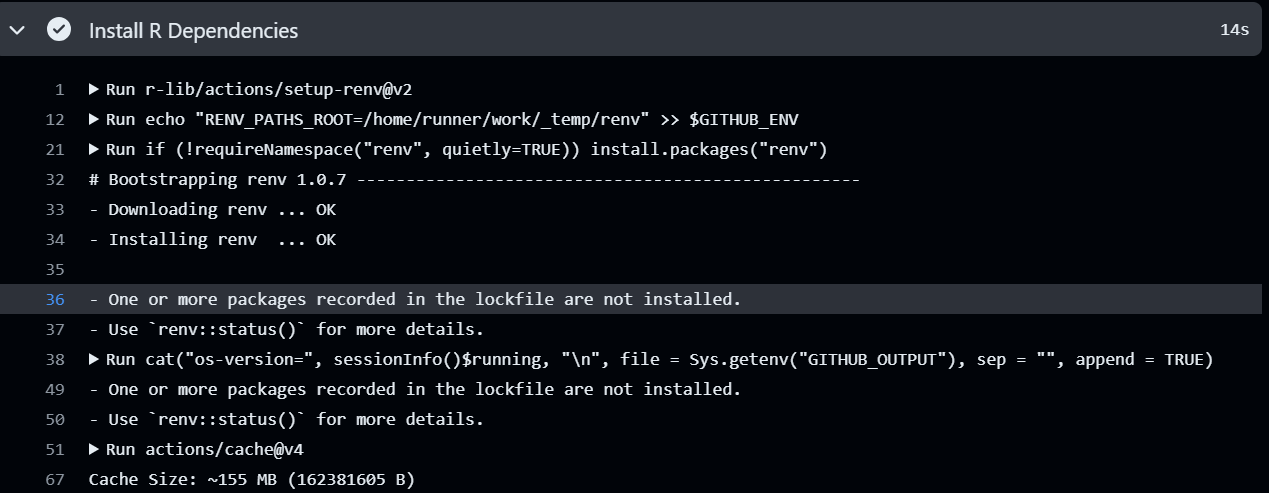 Install R Dependencies 14s
1 Run r-lib/actions/setup-renv@v2
12 Run echo "RENV_PATHS_ROOT=/home/runner/work/_temp/renv" >> $GITHUB_ENV
21 Run if (!requireNamespace("renv", quietly=TRUE)) install.packages("renv")
32 # Bootstrapping renv 1.0.7 ---------------------------------------------------
33 - Downloading renv ... OK
34 - Installing renv  ... OK
35
36 - One or more packages recorded in the lockfile are not installed.
37 - Use `renv::status()` for more details.
38 Run cat("os-version=", sessionInfo()$running, "\n", file = Sys.getenv("GITHUB_OUTPUT"), sep = "", append = TRUE)
49 - One or more packages recorded in the lockfile are not installed.
50 - Use `renv::status()` for more details.
51 Run actions/cache@v4
67 Cache Size: ~155 MB (162381605 B)